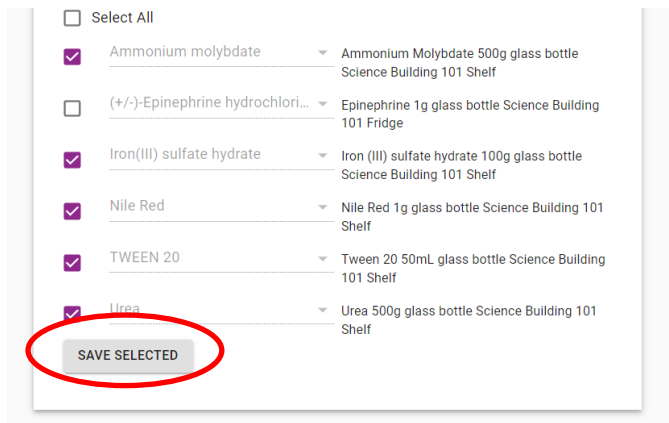 Select All
Ammonium molybdate
Ammonium Molybdate 500g glass bottle
Science Building 101 Shelf
(+/-)-Epinephrine hydrochlori...
Epinephrine 1g glass bottle Science Building
101 Fridge
Iron(III) sulfate hydrate
Iron (III) sulfate hydrate 100g glass bottle
Science Building 101 Shelf
Nile Red
Nile Red 1g glass bottle Science Building 101
Shelf
TWEEN 20
Tween 20 50mL glass bottle Science Building
101 Shelf
Urea
Urea 500g glass bottle Science Building 101
Shelf
SAVE SELECTED